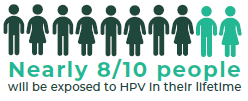 Nearly 8/10 people
will be exposed to HPV in their lifetime